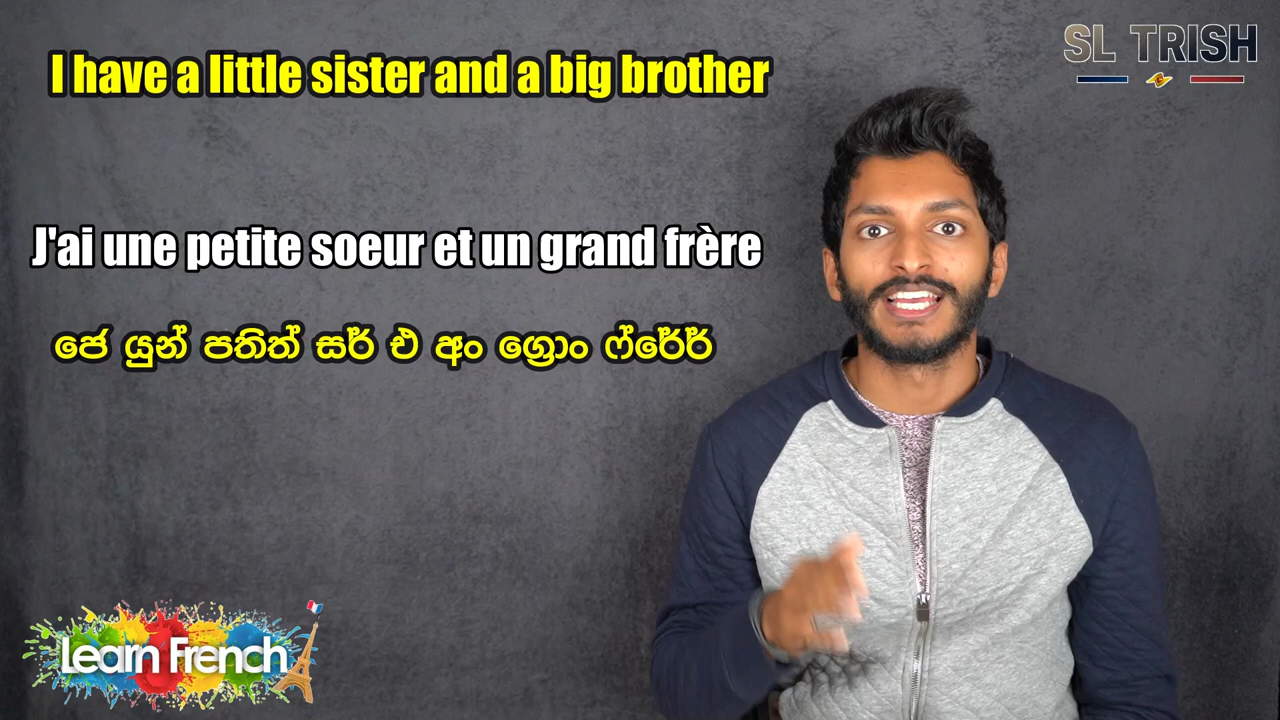 SL TRISH
I have a little sister and a big brother
J'ai une petite soeur et un grand frère
ජෙ යුන් පතිත් සර් එ අං ග්‍රොං ෆ්රේර්
Learn French